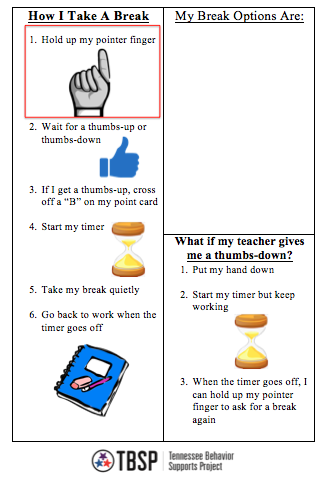 How I Take A Break
1. Hold up my pointer finger
2. Wait for a thumbs-up or
thumbs-down
3. If I get a thumbs-up, cross
off a “B” on my point card
4. Start my timer
5. Take my break quietly
6. Go back to work when the
timer goes off
My Break Options Are:
What if my teacher gives
me a thumbs-down?
1. Put my hand down
2. Start my timer but keep
working
3. When the timer goes off, I
can hold up my pointer
finger to ask for a break
again
TBSP
Tennessee Behavior
Supports Project